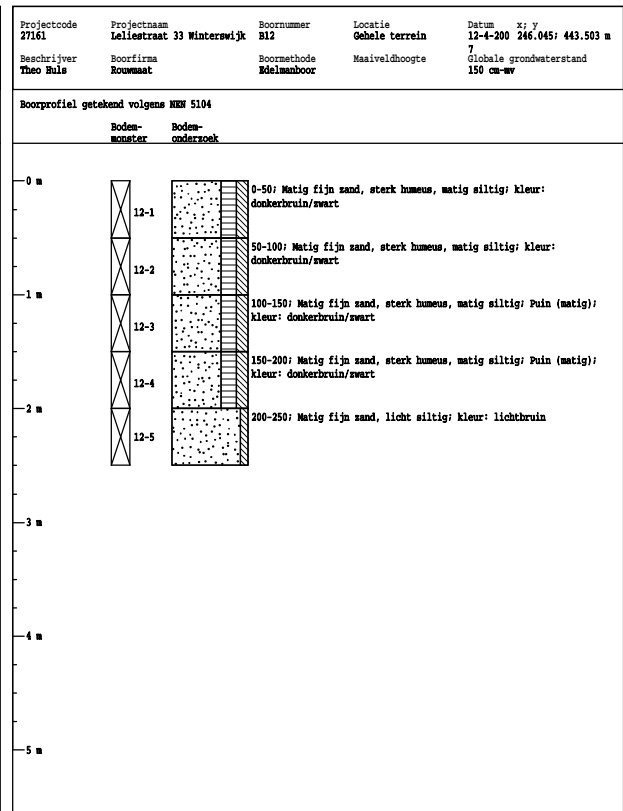 Projectcode Projectnaam Boornummer Locatie Datum x; y
27161 Leliestraat 33 Winterswijk B12 Gehele terrein 12-4-200 246.045; 443.503 m
7
Beschrijver Boorfirma Boormethode Maaiveldhoogte Globale grondwaterstand
Theo Huls Rouwmaat Edelmanboor 150 cm-mv
Boorprofiel getekend volgens NEN 5104
Bodem- Bodem-
monster onderzoek
0 m
0-50; Matig fijn zand, sterk humeus, matig siltig; kleur:
donkerbruin/zwart
12-1
50-100; Matig fijn zand, sterk humeus, matig siltig; kleur:
donkerbruin/zwart
12-2
1 m
100-150; Matig fijn zand, sterk humeus, matig siltig; Puin (matig);
kleur: donkerbruin/zwart
12-3
150-200; Matig fijn zand, sterk humeus, matig siltig; Puin (matig);
kleur: donkerbruin/zwart
12-4
2 m
200-250; Matig fijn zand, licht siltig; kleur: lichtbruin
12-5
3 m
4 m
5 m